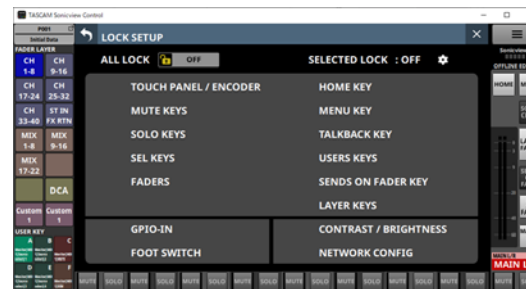 TASCAM Sonicview Control
P001
Initial Data
LOCK SETUP
FADER LAYER
CH 1-8
CH 9-16
CH 17-24
CH 25-32
CH 33-40
ST IN FX RTN
MIX 1-8
MIX 9-16
MIX 17-22
DCA
Custom 1
Custom 1
USER KEY
A B C
D E F
ALL LOCK OFF
SELECTED LOCK : OFF
TOUCH PANEL / ENCODER
HOME KEY
MUTE KEYS
MENU KEY
SOLO KEYS
TALKBACK KEY
SEL KEYS
USERS KEYS
FADERS
SENDS ON FADER KEY
LAYER KEYS
GPIO-IN
CONTRAST / BRIGHTNESS
FOOT SWITCH
NETWORK CONFIG
OFFLINE ED
HOME
MAIN L/R
MAIN L
MUTE SOLO MUTE SOLO MUTE SOLO MUTE SOLO MUTE SOLO MUTE SOLO MUTE SOLO MUTE SOLO MUTE